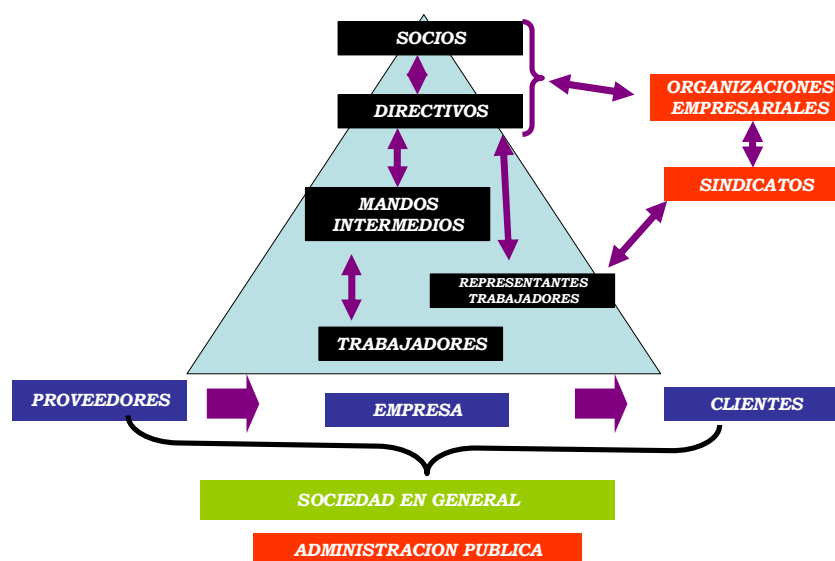 SOCIOS
DIRECTIVOS
ORGANIZACIONES
EMPRESARIALES
SINDICATOS
MANDOS
INTERMEDIOS
REPRESENTANTES
TRABAJADORES
TRABAJADORES
PROVEEDORES
EMPRESA
CLIENTES
SOCIEDAD EN GENERAL
ADMINISTRACION PUBLICA